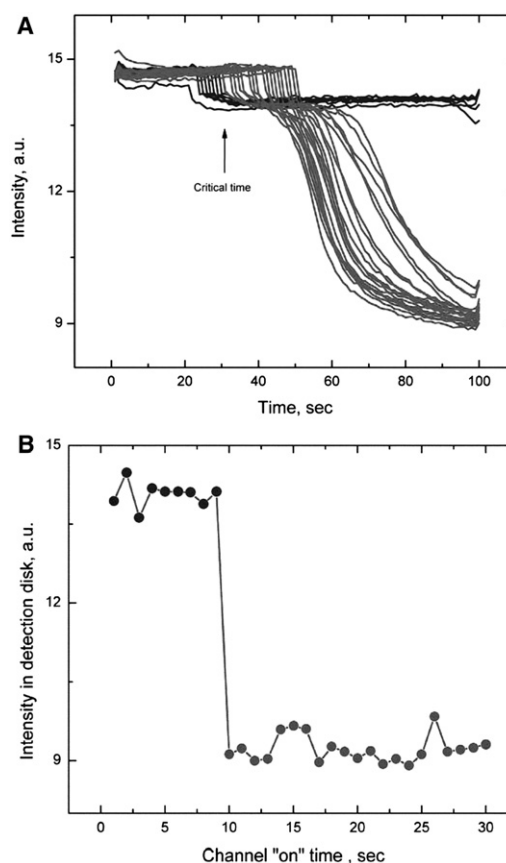 A
15
12
9
Intensity, a.u.
Critical time
0 20 40 60 80 100
Time, sec
B
15
12
9
Intensity in detection disk, a.u.
0 5 10 15 20 25 30
Channel "on" time , sec